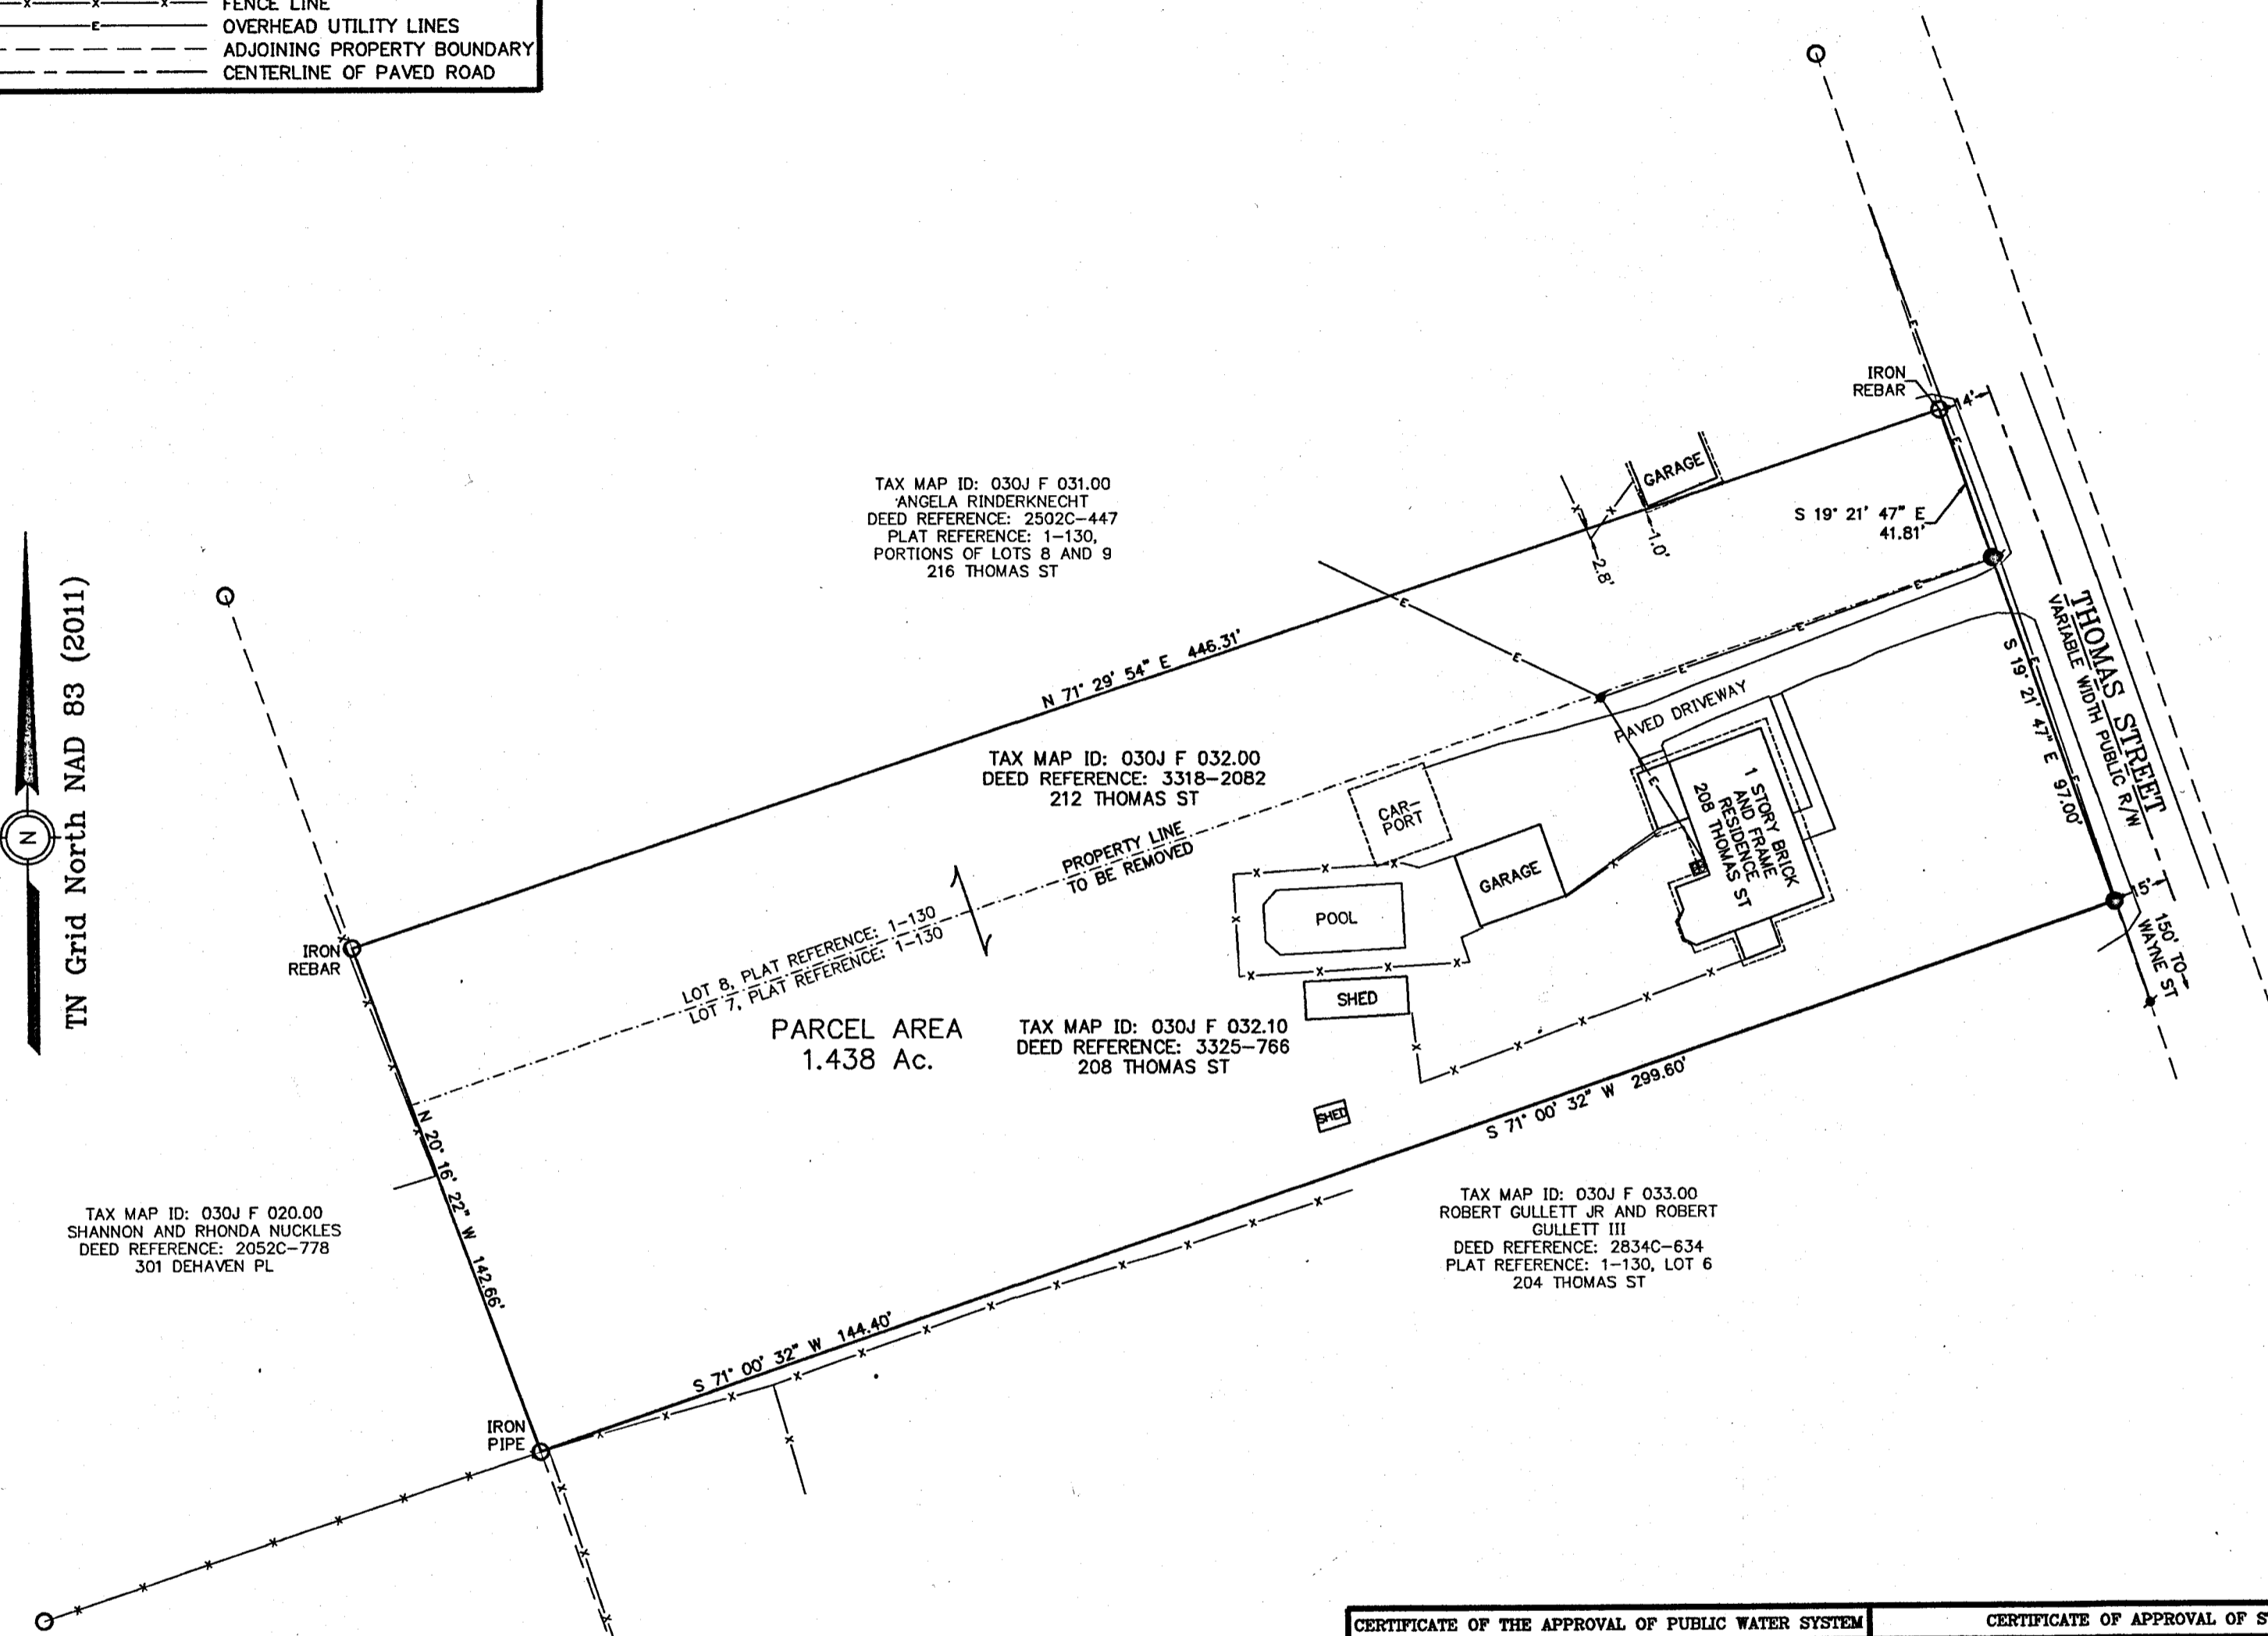 FENCE LINE
E
OVERHEAD UTILITY LINES
ADJOINING PROPERTY BOUNDARY
CENTERLINE OF PAVED ROAD
IRON
REBAR
14'
GARAGE
S 19° 21' 47" E
41.81'
TAX MAP ID: 030J F 031.00
ANGELA RINDERKNECHT
DEED REFERENCE: 2502C-447
PLAT REFERENCE: 1-130,
PORTIONS OF LOTS 8 AND 9
216 THOMAS ST
1.0'
2.8'
THOMAS STREET
VARIABLE WIDTH PUBLIC R/W
N 71° 29' 54" E 446.31'
S 19° 21' 47" E 97.00'
TN Grid North NAD 83 (2011)
N
PAVED DRIVEWAY
TAX MAP ID: 030J F 032.00
DEED REFERENCE: 3318-2082
212 THOMAS ST
CAR-
PORT
1 STORY BRICK
AND FRAME
RESIDENCE
208 THOMAS ST
PROPERTY LINE
TO BE REMOVED
GARAGE
POOL
15'
150' TO
WAYNE ST
IRON
REBAR
LOT 8, PLAT REFERENCE: 1-130
LOT 7, PLAT REFERENCE: 1-130
SHED
PARCEL AREA
1.438 Ac.
TAX MAP ID: 030J F 032.10
DEED REFERENCE: 3325-766
208 THOMAS ST
SHED
S 71° 00' 32" W 299.60'
N 20° 16' 22" W 142.66'
TAX MAP ID: 030J F 020.00
SHANNON AND RHONDA NUCKLES
DEED REFERENCE: 2052C-778
301 DEHAVEN PL
TAX MAP ID: 030J F 033.00
ROBERT GULLETT JR AND ROBERT
GULLETT III
DEED REFERENCE: 2834C-634
PLAT REFERENCE: 1-130, LOT 6
204 THOMAS ST
S 71° 00' 32" W 144.40'
IRON
PIPE
CERTIFICATE OF THE APPROVAL OF PUBLIC WATER SYSTEM
CERTIFICATE OF APPROVAL OF S